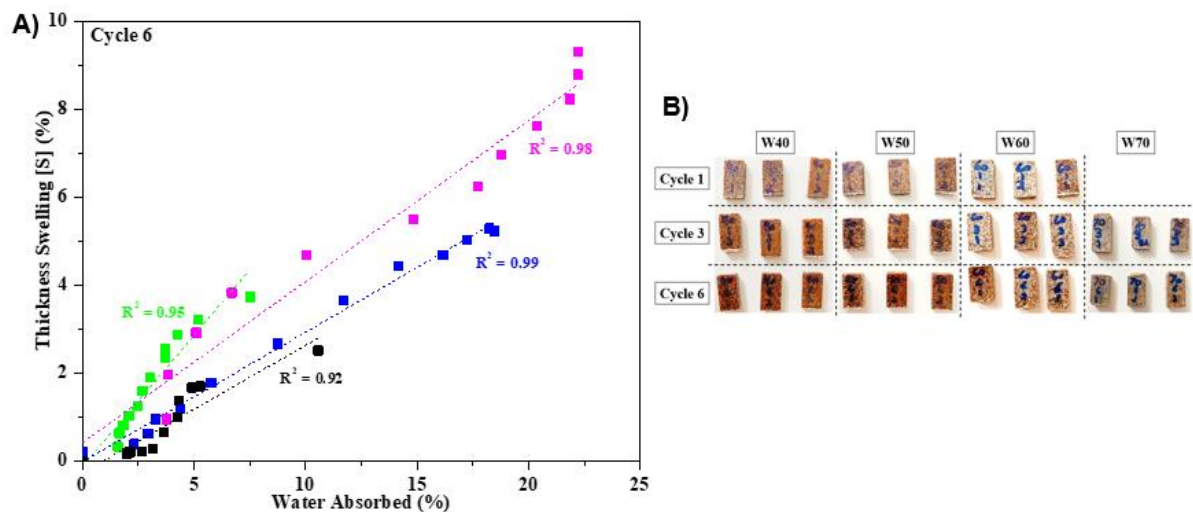 A)
Cycle 6
10
8
6
4
2
0
Thickness Swelling [S] (%)
R² = 0.98
R² = 0.99
R² = 0.95
R² = 0.92
0 5 10 15 20 25
Water Absorbed (%)
B)
W40 W50 W60 W70
Cycle 1
Cycle 3
Cycle 6